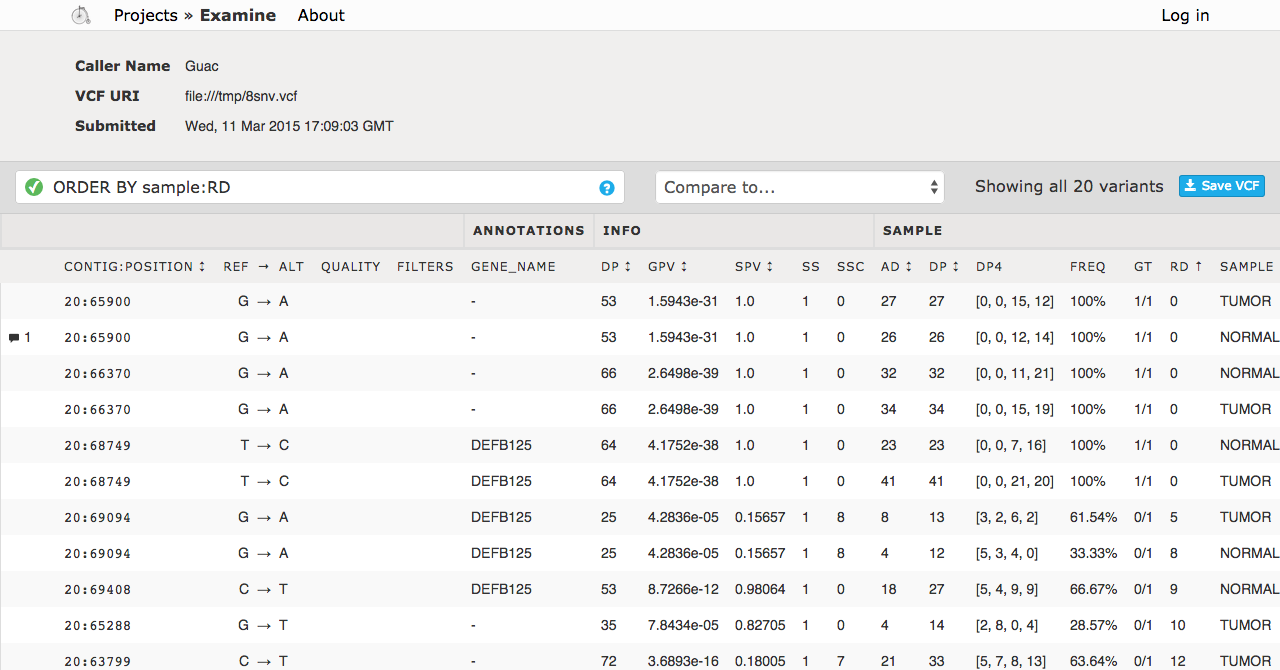 Projects » Examine About Log in
Caller Name Guac
VCF URI file:///tmp/8snv.vcf
Submitted Wed, 11 Mar 2015 17:09:03 GMT
ORDER BY sample:RD ? Compare to... Showing all 20 variants Save VCF
ANNOTATIONS INFO SAMPLE
CONTIG:POSITION ↕ REF → ALT QUALITY FILTERS GENE_NAME DP ↕ GPV ↕ SPV ↕ SS SSC AD ↕ DP ↕ DP4 FREQ GT RD ↑ SAMPLE
20:65900 G → A - 53 1.5943e-31 1.0 1 0 27 27 [0, 0, 15, 12] 100% 1/1 0 TUMOR
1 20:65900 G → A - 53 1.5943e-31 1.0 1 0 26 26 [0, 0, 12, 14] 100% 1/1 0 NORMAL
20:66370 G → A - 66 2.6498e-39 1.0 1 0 32 32 [0, 0, 11, 21] 100% 1/1 0 NORMAL
20:66370 G → A - 66 2.6498e-39 1.0 1 0 34 34 [0, 0, 15, 19] 100% 1/1 0 TUMOR
20:68749 T → C DEFB125 64 4.1752e-38 1.0 1 0 23 23 [0, 0, 7, 16] 100% 1/1 0 NORMAL
20:68749 T → C DEFB125 64 4.1752e-38 1.0 1 0 41 41 [0, 0, 21, 20] 100% 1/1 0 TUMOR
20:69094 G → A DEFB125 25 4.2836e-05 0.15657 1 8 8 13 [3, 2, 6, 2] 61.54% 0/1 5 TUMOR
20:69094 G → A DEFB125 25 4.2836e-05 0.15657 1 8 4 12 [5, 3, 4, 0] 33.33% 0/1 8 NORMAL
20:69408 C → T DEFB125 53 8.7266e-12 0.98064 1 0 18 27 [5, 4, 9, 9] 66.67% 0/1 9 NORMAL
20:65288 G → T - 35 7.8434e-05 0.82705 1 0 4 14 [2, 8, 0, 4] 28.57% 0/1 10 TUMOR
20:63799 C → T - 72 3.6893e-16 0.18005 1 7 21 33 [5, 7, 8, 13] 63.64% 0/1 12 TUMOR